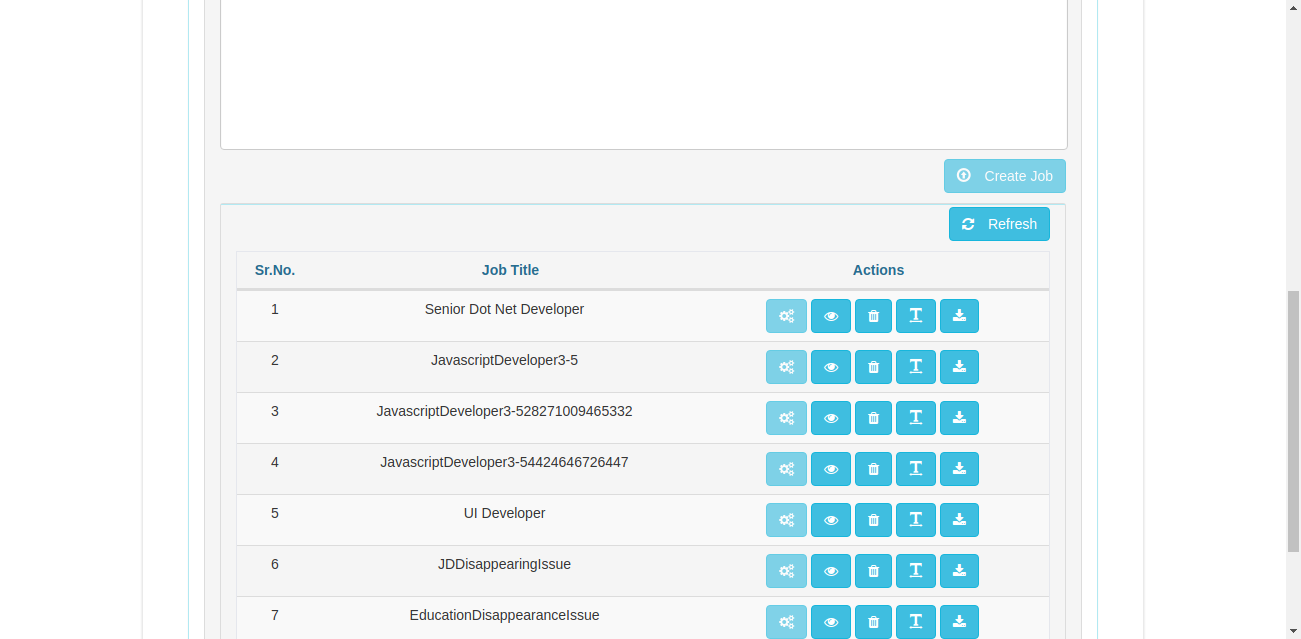 Create Job
Refresh
Sr.No. Job Title Actions
1 Senior Dot Net Developer
2 JavascriptDeveloper3-5
3 JavascriptDeveloper3-528271009465332
4 JavascriptDeveloper3-54424646726447
5 UI Developer
6 JDDisappearingIssue
7 EducationDisappearanceIssue